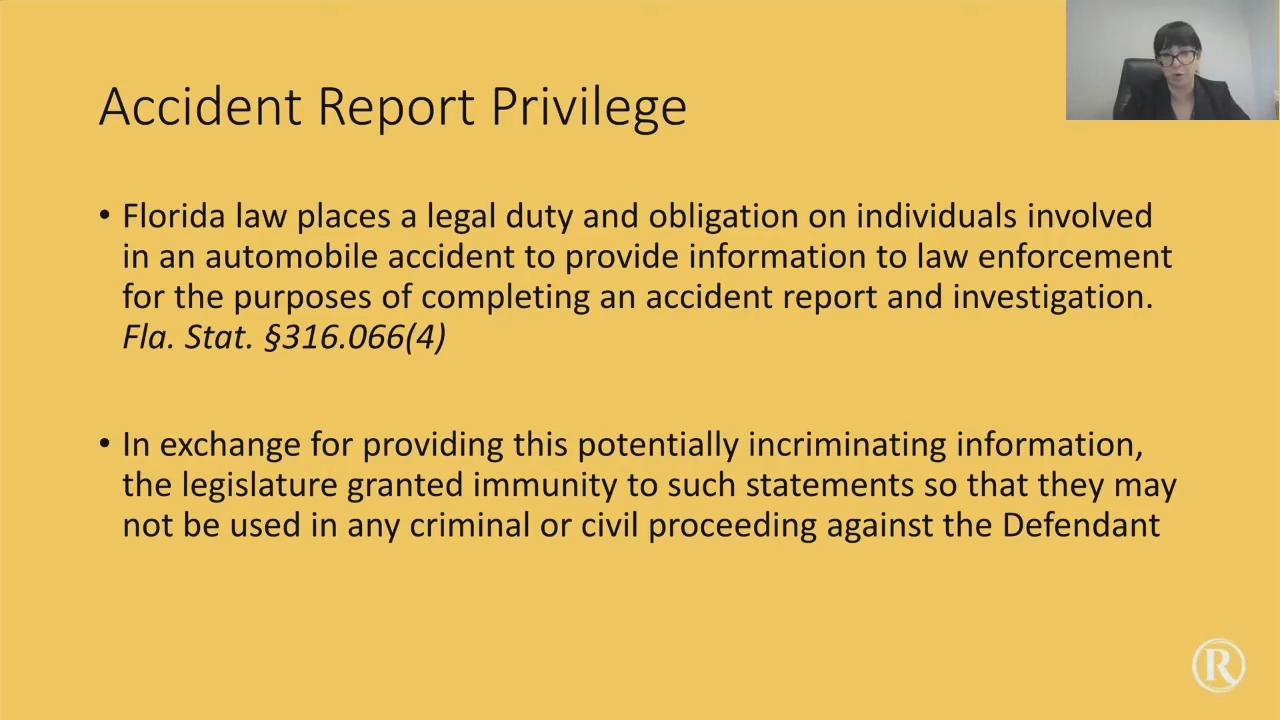 Accident Report Privilege
• Florida law places a legal duty and obligation on individuals involved
in an automobile accident to provide information to law enforcement
for the purposes of completing an accident report and investigation.
Fla. Stat. §316.066(4)
• In exchange for providing this potentially incriminating information,
the legislature granted immunity to such statements so that they may
not be used in any criminal or civil proceeding against the Defendant
R